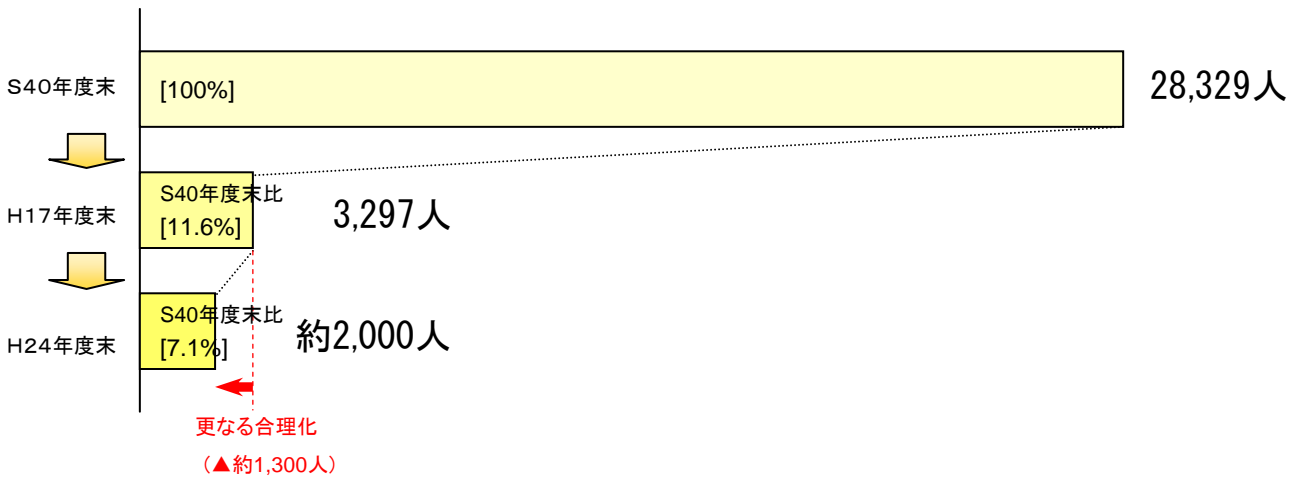 S40年度末
[100%]
28,329人
H17年度末
S40年度末比
[11.6%]
3,297人
H24年度末
S40年度末比
[7.1%]
約2,000人
更なる合理化
(▲約1,300人)